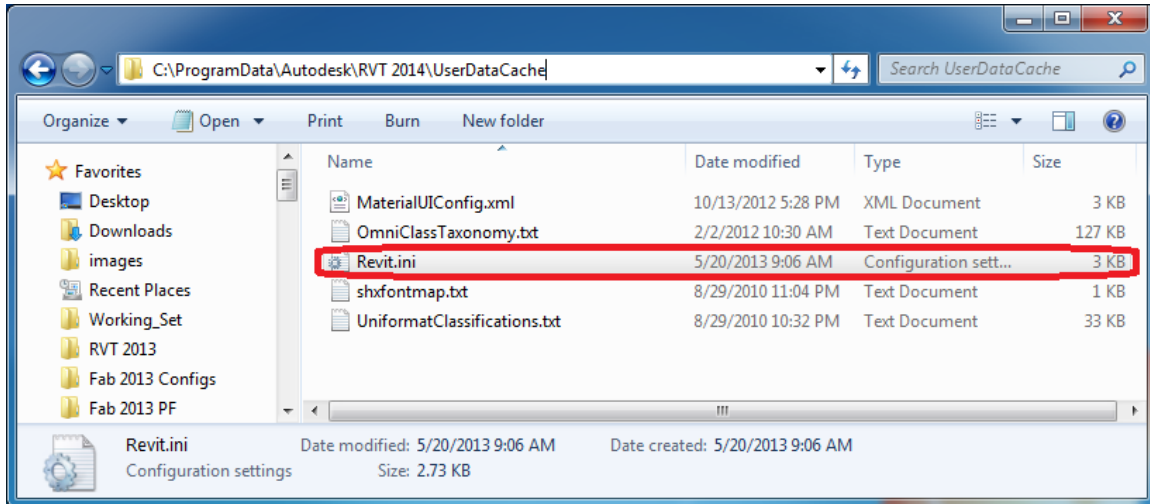 C:\ProgramData\Autodesk\RVT 2014\UserDataCache Search UserDataCache
Organize Open Print Burn New folder
Name Date modified Type Size
Favorites
Desktop
Downloads
images
Recent Places
Working_Set
RVT 2013
Fab 2013 Configs
Fab 2013 PF
MaterialUIConfig.xml 10/13/2012 5:28 PM XML Document 3 KB
OmniClassTaxonomy.txt 2/2/2012 10:30 AM Text Document 127 KB
Revit.ini 5/20/2013 9:06 AM Configuration sett... 3 KB
shxfontmap.txt 8/29/2010 11:04 PM Text Document 1 KB
UniformatClassifications.txt 8/29/2010 10:32 PM Text Document 33 KB
Revit.ini Date modified: 5/20/2013 9:06 AM Date created: 5/20/2013 9:06 AM
Configuration settings Size: 2.73 KB